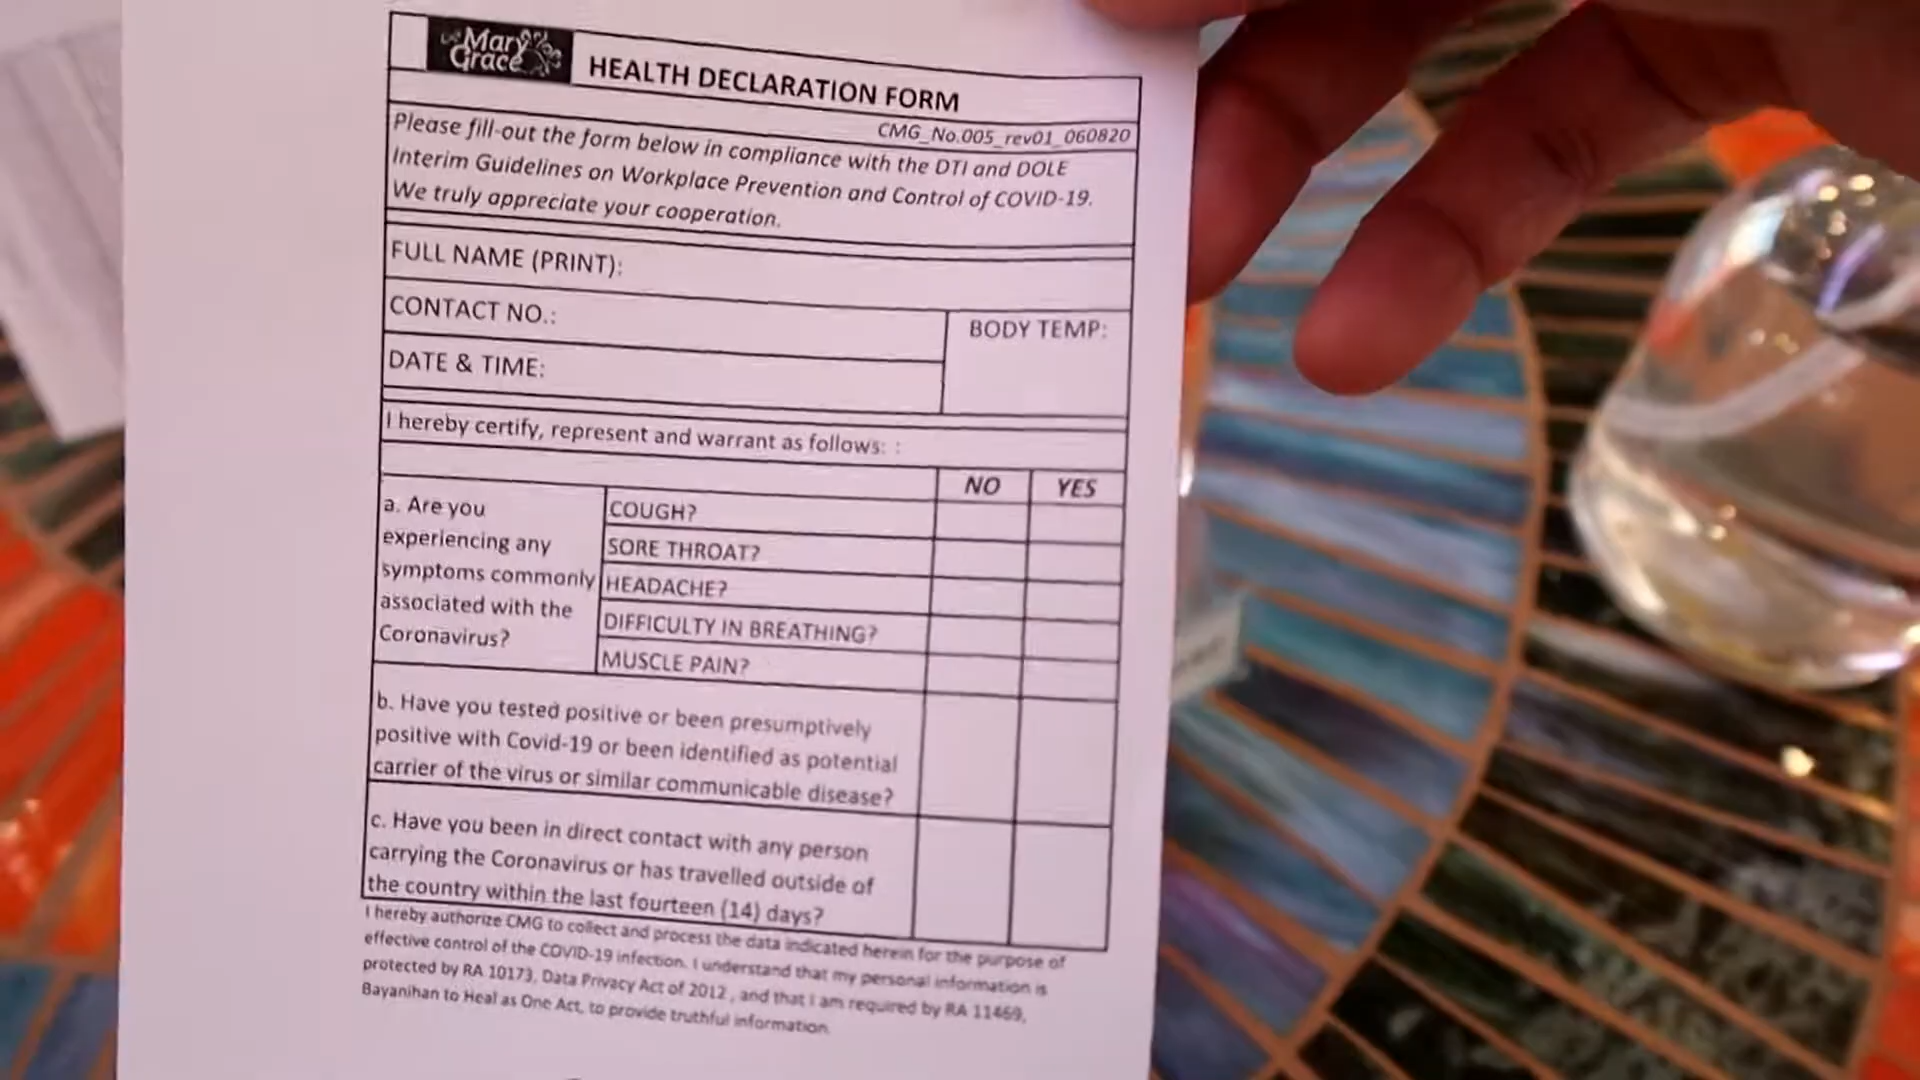 Mary
Grace
HEALTH DECLARATION FORM
CMG_No.005_rev01_060820
Please fill-out the form below in compliance with the DTI and DOLE
Interim Guidelines on Workplace Prevention and Control of COVID-19.
We truly appreciate your cooperation.
FULL NAME (PRINT):
CONTACT NO.:
BODY TEMP:
DATE & TIME:
I hereby certify, represent and warrant as follows: :
NO YES
a. Are you
experiencing any
symptoms commonly
associated with the
Coronavirus?
COUGH?
SORE THROAT?
HEADACHE?
DIFFICULTY IN BREATHING?
MUSCLE PAIN?
b. Have you tested positive or been presumptively
positive with Covid-19 or been identified as potential
carrier of the virus or similar communicable disease?
c. Have you been in direct contact with any person
carrying the Coronavirus or has travelled outside of
the country within the last fourteen (14) days?
I hereby authorize CMG to collect and process the data indicated herein for the purpose of
effective control of the COVID-19 infection. I understand that my personal information is
protected by RA 10173, Data Privacy Act of 2012 , and that I am required by RA 11469,
Bayanihan to Heal as One Act, to provide truthful information.